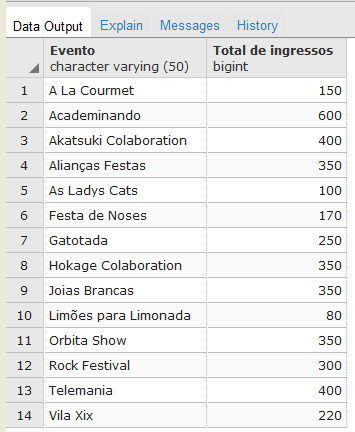 Data Output Explain Messages History
Evento Total de ingressos
character varying (50) bigint
1 A La Courmet 150
2 Academinando 600
3 Akatsuki Colaboration 400
4 Alianças Festas 350
5 As Ladys Cats 100
6 Festa de Noses 170
7 Gatotada 250
8 Hokage Colaboration 350
9 Joias Brancas 350
10 Limões para Limonada 80
11 Orbita Show 350
12 Rock Festival 300
13 Telemania 400
14 Vila Xix 220